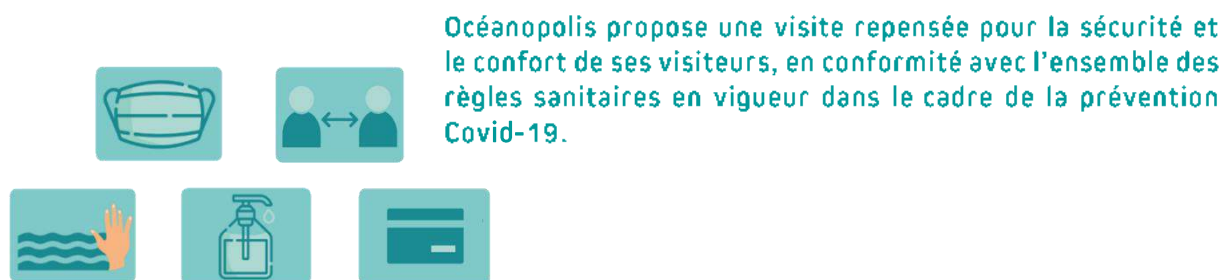 Océanopolis propose une visite repensée pour la sécurité et
le confort de ses visiteurs, en conformité avec l'ensemble des
règles sanitaires en vigueur dans le cadre de la prévention
Covid-19.